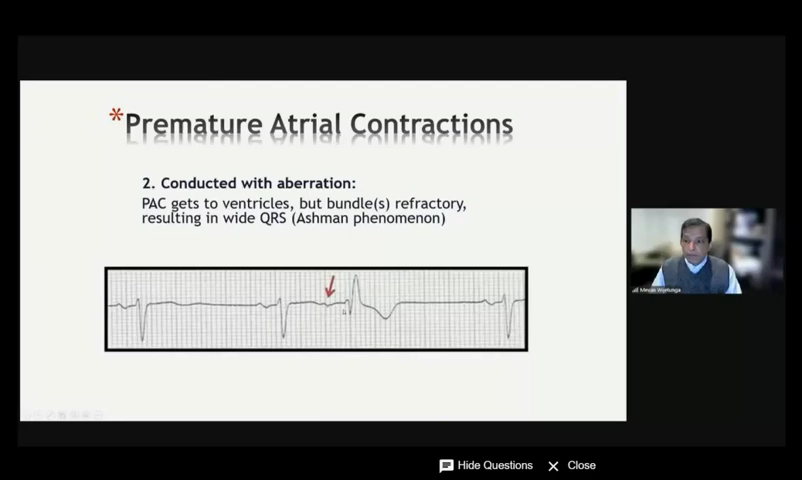 *Premature Atrial Contractions
2. Conducted with aberration:
PAC gets to ventricles, but bundle(s) refractory,
resulting in wide QRS (Ashman phenomenon)
Hide Questions
Close